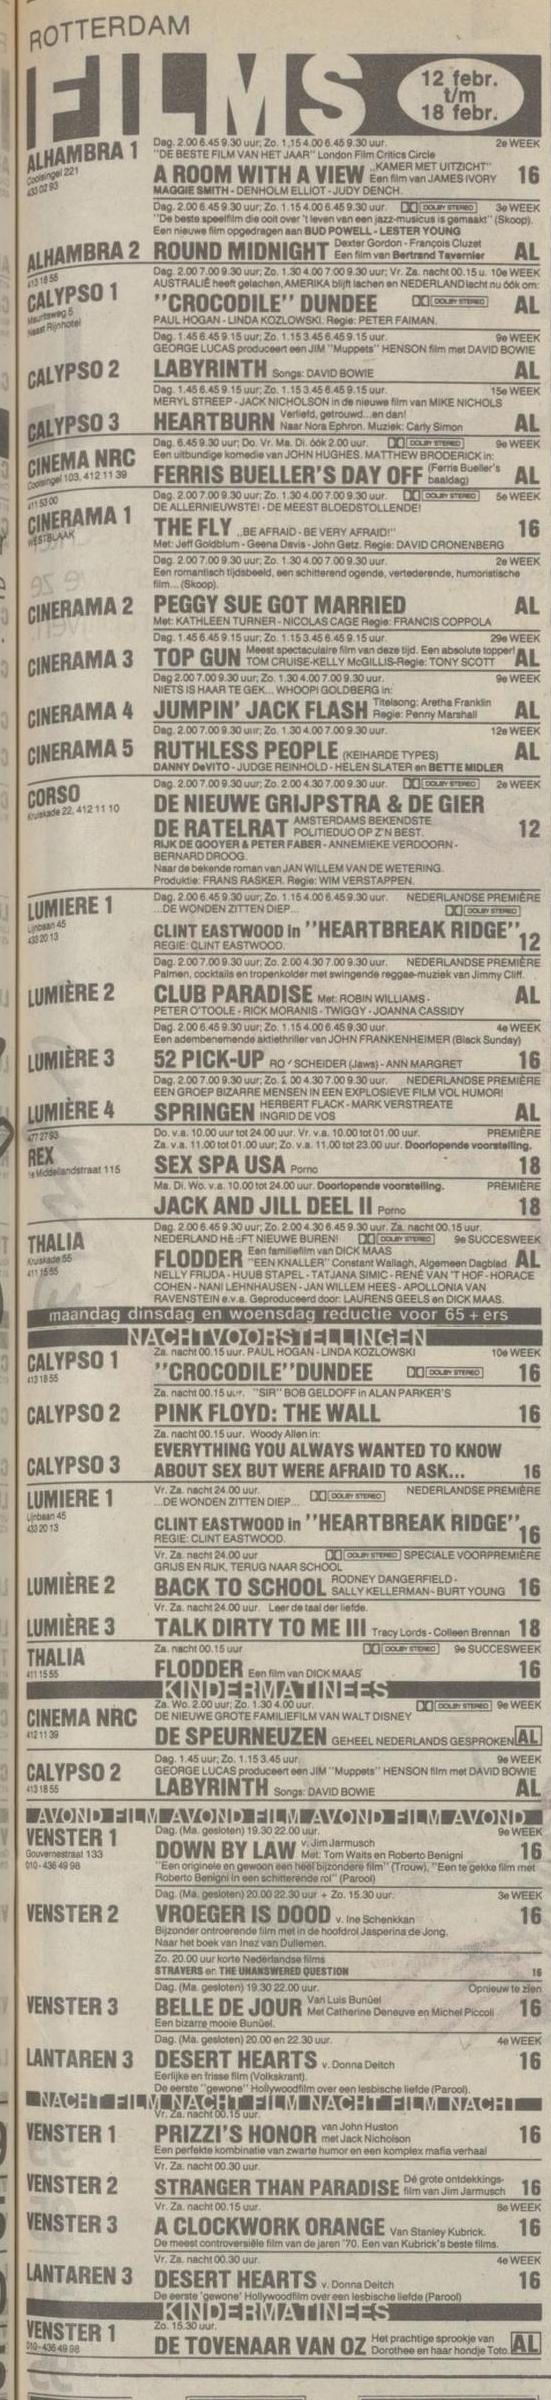 ROTTERDAM
FILMS
12 febr.
t/m
18 febr.
ALHAMBRA 1
Coolsingel 221
433 02 93
Dag. 2.00 6.45 9.30 uur; Zo. 1.15 4.00 6.45 9.30 uur. 2e WEEK
"DE BESTE FILM VAN HET JAAR" London Film Critics Circle
A ROOM WITH A VIEW „KAMER MET UITZICHT" Een film van JAMES IVORY 16
MAGGIE SMITH - DENHOLM ELLIOT - JUDY DENCH.
Dag. 2.00 6.45 9.30 uur; Zo. 1.15 4.00 6.45 9.30 uur. DOLBY STEREO 3e WEEK
"De beste speelfilm die ooit over 't leven van een jazz-musicus is gemaakt" (Skoop).
Een nieuwe film opgedragen aan BUD POWELL - LESTER YOUNG
ALHAMBRA 2 ROUND MIDNIGHT Dexter Gordon - François Cluzet Een film van Bertrand Tavernier AL
413 18 55
CALYPSO 1
Mauritsweg 5
Naast Rijnhotel
Dag. 2.00 7.00 9.30 uur; Zo. 1.30 4.00 7.00 9.30 uur; Vr. Za. nacht 00.15 u. 10e WEEK
AUSTRALIË heeft gelachen, AMERIKA blijft lachen en NEDERLAND lacht nu óók om:
"CROCODILE" DUNDEE DOLBY STEREO AL
PAUL HOGAN - LINDA KOZLOWSKI. Regie: PETER FAIMAN.
Dag. 1.45 6.45 9.15 uur; Zo. 1.15 3.45 6.45 9.15 uur. 9e WEEK
GEORGE LUCAS produceert een JIM "Muppets" HENSON film met DAVID BOWIE
CALYPSO 2 LABYRINTH Songs: DAVID BOWIE AL
Dag. 1.45 6.45 9.15 uur; Zo. 1.15 3.45 6.45 9.15 uur. 15e WEEK
MERYL STREEP - JACK NICHOLSON in de nieuwe film van MIKE NICHOLS
CALYPSO 3 HEARTBURN Verliefd, getrouwd...en dan! Naar Nora Ephron. Muziek: Carly Simon AL
CINEMA NRC
Coolsingel 103, 412 11 39
Dag. 6.45 9.30 uur; Do. Vr. Ma. Di. óók 2.00 uur. DOLBY STEREO 9e WEEK
Een uitbundige komedie van JOHN HUGHES. MATTHEW BRODERICK in:
FERRIS BUELLER'S DAY OFF (Ferris Bueller's baaldag) AL
411 53 00
CINERAMA 1
WESTBLAAK
Dag. 2.00 7.00 9.30 uur; Zo. 1.30 4.00 7.00 9.30 uur. DOLBY STEREO 5e WEEK
DE ALLERNIEUWSTE! - DE MEEST BLOEDSTOLLENDE!
THE FLY „BE AFRAID - BE VERY AFRAID!" 16
Met: Jeff Goldblum - Geena Davis - John Getz. Regie: DAVID CRONENBERG
Dag. 2.00 7.00 9.30 uur; Zo. 1.30 4.00 7.00 9.30 uur. 2e WEEK
Een romantisch tijdsbeeld, een schitterend ogende, vertederende, humoristische
film... (Skoop).
CINERAMA 2 PEGGY SUE GOT MARRIED AL
Met: KATHLEEN TURNER - NICOLAS CAGE Regie: FRANCIS COPPOLA
Dag. 1.45 6.45 9.15 uur; Zo. 1.15 3.45 6.45 9.15 uur. 29e WEEK
CINERAMA 3 TOP GUN Meest spectaculaire film van deze tijd. Een absolute topper! TOM CRUISE-KELLY McGILLIS-Regie: TONY SCOTT AL
Dag 2.00 7.00 9.30 uur; Zo. 1.30 4.00 7.00 9.30 uur. 9e WEEK
NIETS IS HAAR TE GEK... WHOOPI GOLDBERG in:
CINERAMA 4 JUMPIN' JACK FLASH Titelsong: Aretha Franklin Regie: Penny Marshall AL
Dag. 2.00 7.00 9.30 uur; Zo. 1.30 4.00 7.00 9.30 uur. 12e WEEK
CINERAMA 5 RUTHLESS PEOPLE (KEIHARDE TYPES) AL
DANNY DeVITO - JUDGE REINHOLD - HELEN SLATER en BETTE MIDLER
CORSO
Kruiskade 22, 412 11 10
Dag. 2.00 7.00 9.30 uur; Zo. 2.00 4.30 7.00 9.30 uur. DOLBY STEREO 2e WEEK
DE NIEUWE GRIJPSTRA & DE GIER
DE RATELRAT AMSTERDAMS BEKENDSTE POLITIEDUO OP Z'N BEST. 12
RIJK DE GOOYER & PETER FABER - ANNEMIEKE VERDOORN -
BERNARD DROOG.
Naar de bekende roman van JAN WILLEM VAN DE WETERING.
Produktie: FRANS RASKER. Regie: WIM VERSTAPPEN.
LUMIERE 1
Lijnbaan 45
433 20 13
Dag. 2.00 6.45 9.30 uur; Zo. 1.15 4.00 6.45 9.30 uur. NEDERLANDSE PREMIÈRE
...DE WONDEN ZITTEN DIEP... DOLBY STEREO
CLINT EASTWOOD in "HEARTBREAK RIDGE"
REGIE: CLINT EASTWOOD. 12
Dag. 2.00 7.00 9.30 uur; Zo. 2.00 4.30 7.00 9.30 uur. NEDERLANDSE PREMIÈRE
Palmen, cocktails en tropenkolder met swingende reggae-muziek van Jimmy Cliff.
LUMIÈRE 2 CLUB PARADISE Met: ROBIN WILLIAMS - AL
PETER O'TOOLE - RICK MORANIS - TWIGGY - JOANNA CASSIDY
Dag. 2.00 6.45 9.30 uur; Zo. 1.15 4.00 6.45 9.30 uur. 4e WEEK
Een adembenemende aktiethriller van JOHN FRANKENHEIMER (Black Sunday)
LUMIÈRE 3 52 PICK-UP RO SCHEIDER (Jaws) - ANN MARGRET 16
Dag. 2.00 7.00 9.30 uur; Zo. 2.00 4.30 7.00 9.30 uur. NEDERLANDSE PREMIÈRE
EEN GROEP BIZARRE MENSEN IN EEN EXPLOSIEVE FILM VOL HUMOR!
LUMIÈRE 4 SPRINGEN HERBERT FLACK - MARK VERSTREATE INGRID DE VOS AL
477 27 93
REX
1e Middellandstraat 115
Do. v.a. 10.00 uur tot 24.00 uur. Vr. v.a. 10.00 tot 01.00 uur. PREMIÈRE
Za. v.a. 11.00 tot 01.00 uur; Zo. v.a. 11.00 tot 23.00 uur. Doorlopende voorstelling.
SEX SPA USA Porno 18
Ma. Di. Wo. v.a. 10.00 tot 24.00 uur. Doorlopende voorstelling. PREMIÈRE
JACK AND JILL DEEL II Porno 18
THALIA
Kruiskade 55
411 15 55
Dag. 2.00 6.45 9.30 uur; Zo. 2.00 4.30 6.45 9.30 uur. Za. nacht 00.15 uur.
NEDERLAND HEEFT NIEUWE BUREN! DOLBY STEREO 9e SUCCESWEEK
FLODDER Een familiefilm van DICK MAAS "EEN KNALLER" Constant Wallagh, Algemeen Dagblad AL
NELLY FRIJDA - HUUB STAPEL - TATJANA SIMIC - RENÉ VAN 'T HOF - HORACE
COHEN - NANI LEHNHAUSEN - JAN WILLEM HEES - APOLLONIA VAN
RAVENSTEIN e.v.a. Geproduceerd door: LAURENS GEELS en DICK MAAS.
maandag dinsdag en woensdag reductie voor 65 + ers
NACHTVOORSTELLINGEN
CALYPSO 1
413 18 55
Za. nacht 00.15 uur. PAUL HOGAN - LINDA KOZLOWSKI 10e WEEK
"CROCODILE" DUNDEE DOLBY STEREO 16
Za. nacht 00.15 uur. "SIR" BOB GELDOFF in ALAN PARKER'S
CALYPSO 2 PINK FLOYD: THE WALL 16
Za. nacht 00.15 uur. Woody Allen in:
EVERYTHING YOU ALWAYS WANTED TO KNOW
CALYPSO 3 ABOUT SEX BUT WERE AFRAID TO ASK... 16
LUMIERE 1
Lijnbaan 45
433 20 13
Vr. Za. nacht 24.00 uur. DOLBY STEREO NEDERLANDSE PREMIÈRE
...DE WONDEN ZITTEN DIEP...
CLINT EASTWOOD in "HEARTBREAK RIDGE"
REGIE: CLINT EASTWOOD. 16
Vr. Za. nacht 24.00 uur DOLBY STEREO SPECIALE VOORPREMIÈRE
GRIJS EN RIJK, TERUG NAAR SCHOOL
LUMIÈRE 2 BACK TO SCHOOL RODNEY DANGERFIELD - SALLY KELLERMAN - BURT YOUNG 16
Vr. Za. nacht 24.00 uur. Leer de taal der liefde.
LUMIÈRE 3 TALK DIRTY TO ME III Tracy Lords - Colleen Brennan 18
THALIA
411 15 55
Za. nacht 00.15 uur DOLBY STEREO 9e SUCCESWEEK
FLODDER Een film van DICK MAAS 16
KINDERMATINEES
CINEMA NRC
412 11 39
Za. Wo. 2.00 uur; Zo. 1.30 4.00 uur. DOLBY STEREO 9e WEEK
DE NIEUWE GROTE FAMILIEFILM VAN WALT DISNEY
DE SPEURNEUZEN GEHEEL NEDERLANDS GESPROKEN AL
Dag. 1.45 uur; Zo. 1.15 3.45 uur. 9e WEEK
CALYPSO 2
413 18 55
GEORGE LUCAS produceert een JIM "Muppets" HENSON film met DAVID BOWIE
LABYRINTH Songs: DAVID BOWIE AL
AVOND FILM AVOND FILM AVOND FILM AVOND
VENSTER 1
Gouvernestraat 133
010 - 436 49 98
Dag. (Ma. gesloten) 19.30 22.00 uur. 9e WEEK
DOWN BY LAW v. Jim Jarmusch Met: Tom Waits en Roberto Benigni 16
"Een originele en gewoon een heel bijzondere film" (Trouw), "Een te gekke film met
Roberto Benigni in een schitterende rol" (Parool)
Dag. (Ma. gesloten) 20.00 22.30 uur + Zo. 15.30 uur. 3e WEEK
VENSTER 2 VROEGER IS DOOD v. Ine Schenkkan 16
Bijzonder ontroerende film met in de hoofdrol Jasperina de Jong.
Naar het boek van Inez van Dullemen.
Zo. 20.00 uur korte Nederlandse films
STRAVERS en THE UNANSWERED QUESTION 16
Dag. (Ma. gesloten) 19.30 22.00 uur. Opnieuw te zien
VENSTER 3 BELLE DE JOUR Van Luis Bunûel Met Catherine Deneuve en Michel Piccoli 16
Een bizarre mooie Bunûel.
Dag. (Ma. gesloten) 20.00 en 22.30 uur. 4e WEEK
LANTAREN 3 DESERT HEARTS v. Donna Deitch 16
Eerlijke en frisse film (Volkskrant).
De eerste "gewone" Hollywoodfilm over een lesbische liefde (Parool).
NACHT FILM NACHT FILM NACHT FILM NACHT
Vr. Za. nacht 00.15 uur.
VENSTER 1 PRIZZI'S HONOR van John Huston met Jack Nicholson 16
Een perfekte kombinatie van zwarte humor en een komplex mafia verhaal
Vr. Za. nacht 00.30 uur.
VENSTER 2 STRANGER THAN PARADISE Dé grote ontdekkings- film van Jim Jarmusch 16
Vr. Za. nacht 00.15 uur. 8e WEEK
VENSTER 3 A CLOCKWORK ORANGE Van Stanley Kubrick. 16
De meest controversiële film van de jaren '70. Een van Kubrick's beste films.
Vr. Za. nacht 00.30 uur. 4e WEEK
LANTAREN 3 DESERT HEARTS v. Donna Deitch 16
De eerste 'gewone' Hollywoodfilm over een lesbische liefde (Parool)
KINDERMATINEES
VENSTER 1
010 - 436 49 98
Zo. 15.30 uur.
DE TOVENAAR VAN OZ Het prachtige sprookje van Dorothee en haar hondje Toto. AL